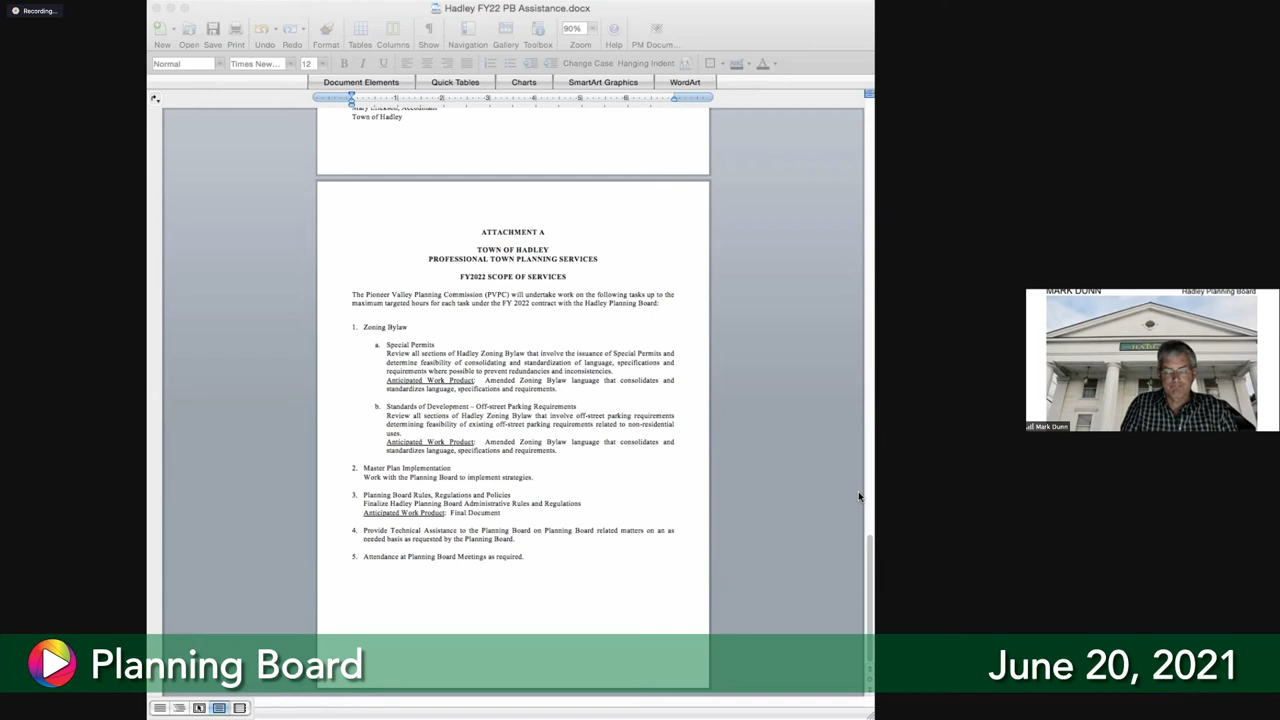 Recording...
Hadley FY22 PB Assistance.docx
New Open Save Print Undo Redo Format Tables Columns Show Navigation Gallery Toolbox Zoom Help PM Docum...
90%
Normal Times New... 12 Change Case Hanging Indent
Document Elements Quick Tables Charts SmartArt Graphics WordArt
Town of Hadley
ATTACHMENT A
TOWN OF HADLEY
PROFESSIONAL TOWN PLANNING SERVICES
FY2022 SCOPE OF SERVICES
The Pioneer Valley Planning Commission (PVPC) will undertake work on the following tasks up to the
maximum targeted hours for each task under the FY 2022 contract with the Hadley Planning Board:
1. Zoning Bylaw
a. Special Permits
Review all sections of Hadley Zoning Bylaw that involve the issuance of Special Permits and
determine feasibility of consolidating and standardization of language, specifications and
requirements where possible to prevent redundancies and inconsistencies.
Anticipated Work Product: Amended Zoning Bylaw language that consolidates and
standardizes language, specifications and requirements.
b. Standards of Development – Off-street Parking Requirements
Review all sections of Hadley Zoning Bylaw that involve off-street parking requirements
determining feasibility of existing off-street parking requirements related to non-residential
uses.
Anticipated Work Product: Amended Zoning Bylaw language that consolidates and
standardizes language, specifications and requirements.
2. Master Plan Implementation
Work with the Planning Board to implement strategies.
3. Planning Board Rules, Regulations and Policies
Finalize Hadley Planning Board Administrative Rules and Regulations
Anticipated Work Product: Final Document
4. Provide Technical Assistance to the Planning Board on Planning Board related matters on an as
needed basis as requested by the Planning Board.
5. Attendance at Planning Board Meetings as required.
MARK DUNN Hadley Planning Board
Mark Dunn
Planning Board
June 20, 2021